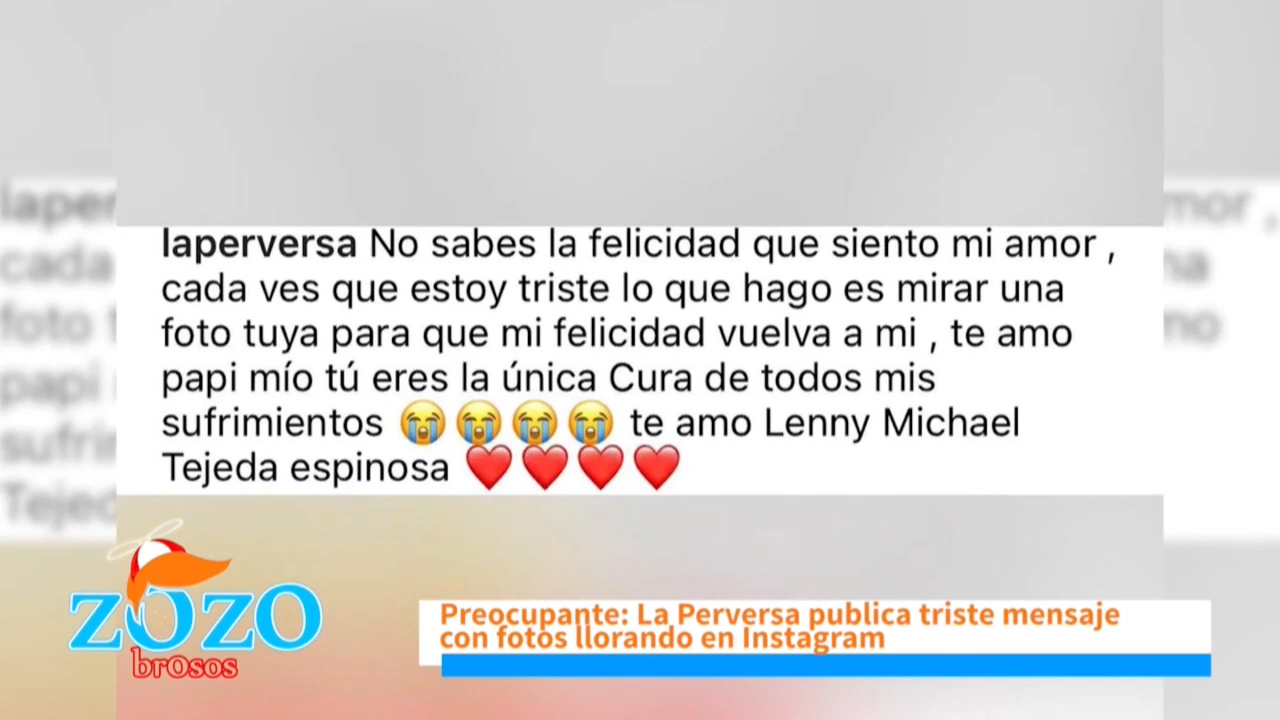 laperversa No sabes la felicidad que siento mi amor ,
cada ves que estoy triste lo que hago es mirar una
foto tuya para que mi felicidad vuelva a mi , te amo
papi mío tú eres la única Cura de todos mis
sufrimientos 😭😭😭😭 te amo Lenny Michael
Tejeda espinosa ❤️❤️❤️❤️
zozo
brosos
Preocupante: La Perversa publica triste mensaje
con fotos llorando en Instagram